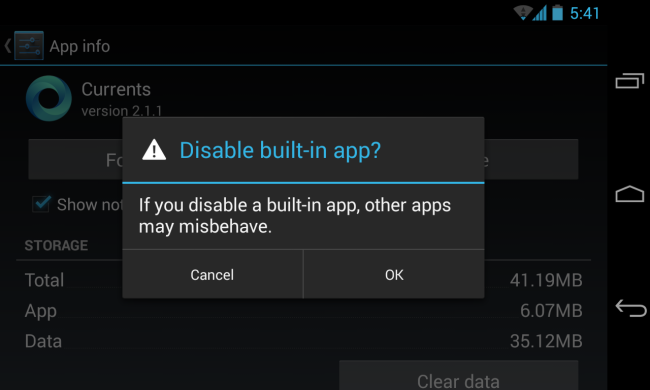 5:41
App info
Currents
version 2.1.1
Disable built-in app?
Show
If you disable a built-in app, other apps
may misbehave.
STORAGE
Cancel
OK
Total
41.19MB
App
6.07MB
Data
35.12MB
Clear data